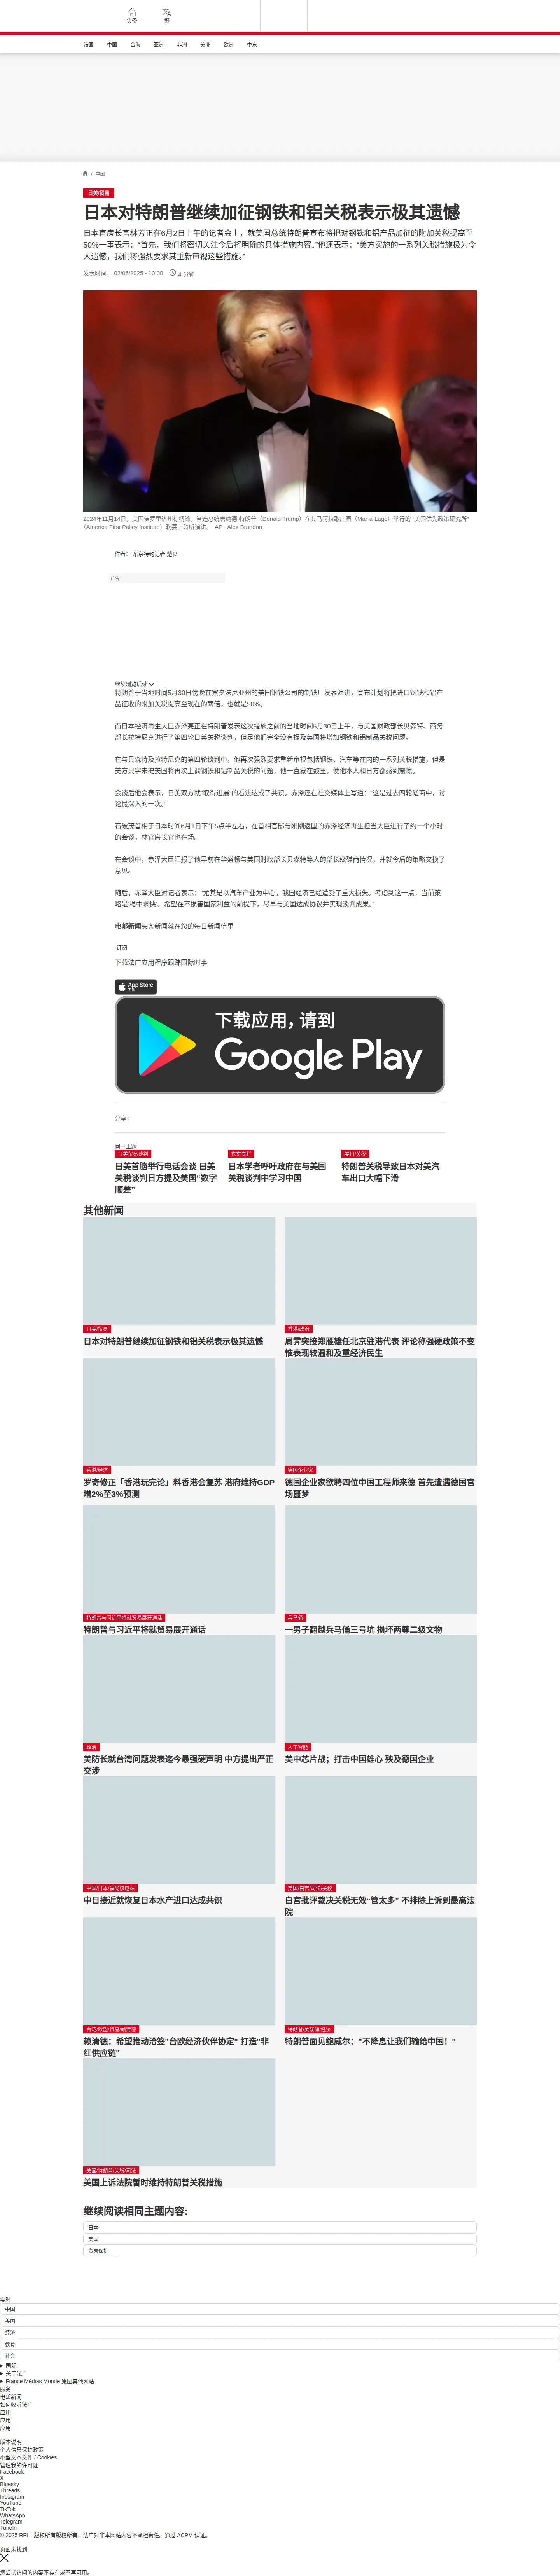 头条
繁
法国
中国
台海
亚洲
非洲
美洲
欧洲
中东
/ 中国
日美/贸易
日本对特朗普继续加征钢铁和铝关税表示极其遗憾
日本官房长官林芳正在6月2日上午的记者会上，就美国总统特朗普宣布将把对钢铁和铝产品加征的附加关税提高至
50%一事表示：“首先，我们将密切关注今后将明确的具体措施内容。”他还表示：“美方实施的一系列关税措施极为令
人遗憾，我们将强烈要求其重新审视这些措施。”
发表时间： 02/06/2025 - 10:08
4 分钟
2024年11月14日，美国佛罗里达州棕榈滩，当选总统唐纳德·特朗普（Donald Trump）在其马阿拉歌庄园（Mar-a-Lago）举行的 “美国优先政策研究所”
（America First Policy Institute）晚宴上聆听演讲。 AP - Alex Brandon
作者： 东京特约记者 楚良一
广告
继续浏览后续
特朗普于当地时间5月30日傍晚在宾夕法尼亚州的美国钢铁公司的制铁厂发表演讲，宣布计划将把进口钢铁和铝产
品征收的附加关税提高至现在的两倍，也就是50%。
而日本经济再生大臣赤泽亮正在特朗普发表这次措施之前的当地时间5月30日上午，与美国财政部长贝森特、商务
部长拉特尼克进行了第四轮日美关税谈判，但是他们完全没有提及美国将增加钢铁和铝制品关税问题。
在与贝森特及拉特尼克的第四轮谈判中，他再次强烈要求重新审视包括钢铁、汽车等在内的一系列关税措施，但是
美方只字未提美国将再次上调钢铁和铝制品关税的问题，他一直蒙在鼓里，使他本人和日方都感到震惊。
会谈后他会表示，日美双方就“取得进展”的看法达成了共识。赤泽还在社交媒体上写道：“这是过去四轮磋商中，讨
论最深入的一次。”
石破茂首相于日本时间6月1日下午5点半左右，在首相官邸与刚刚返国的赤泽经济再生担当大臣进行了约一个小时
的会谈，林官房长官也在场。
在会谈中，赤泽大臣汇报了他早前在华盛顿与美国财政部长贝森特等人的部长级磋商情况，并就今后的策略交换了
意见。
随后，赤泽大臣对记者表示：“尤其是以汽车产业为中心，我国经济已经遭受了重大损失。考虑到这一点，当前策
略是‘稳中求快’。希望在不损害国家利益的前提下，尽早与美国达成协议并实现谈判成果。”
电邮新闻头条新闻就在您的每日新闻信里
订阅
下载法广应用程序跟踪国际时事
App Store
下载
下载应用，请到
Google Play
分享 :
同一主题
日美贸易谈判
日美首脑举行电话会谈 日美
关税谈判日方提及美国“数字
顺差”
东京专栏
日本学者呼吁政府在与美国
关税谈判中学习中国
美日/关税
特朗普关税导致日本对美汽
车出口大幅下滑
其他新闻
日美/贸易
日本对特朗普继续加征钢铁和铝关税表示极其遗憾
香港/政治
周霁突接郑雁雄任北京驻港代表 评论称强硬政策不变
惟表现较温和及重经济民生
香港/经济
罗奇修正「香港玩完论」料香港会复苏 港府维持GDP
增2%至3%预测
德国企业家
德国企业家欲聘四位中国工程师来德 首先遭遇德国官
场噩梦
特朗普与习近平将就贸易展开通话
特朗普与习近平将就贸易展开通话
兵马俑
一男子翻越兵马俑三号坑 损坏两尊二级文物
政治
美防长就台湾问题发表迄今最强硬声明 中方提出严正
交涉
人工智能
美中芯片战；打击中国雄心 殃及德国企业
中国/日本/福岛核电站
中日接近就恢复日本水产进口达成共识
美国/白宫/司法/关税
白宫批评裁决关税无效“管太多” 不排除上诉到最高法
院
台湾/欧盟/贸易/赖清德
赖清德：希望推动洽签"台欧经济伙伴协定" 打造"非
红供应链"
特朗普/美联储/经济
特朗普面见鲍威尔："不降息让我们输给中国！"
美国/特朗普/关税/司法
美国上诉法院暂时维持特朗普关税措施
继续阅读相同主题内容:
日本
美国
贸易保护
实时
中国
美国
经济
教育
社会
国际
关于法广
France Médias Monde 集团其他网站
服务
电邮新闻
如何收听法广
应用
应用
应用
版本说明
个人信息保护政策
小型文本文件 / Cookies
管理我的许可证
Facebook
X
Bluesky
Threads
Instagram
YouTube
TikTok
WhatsApp
Telegram
TuneIn
© 2025 RFI – 版权所有版权所有。法广对非本网站内容不承担责任。通过 ACPM 认证。
页面未找到
您尝试访问的内容不存在或不再可用。